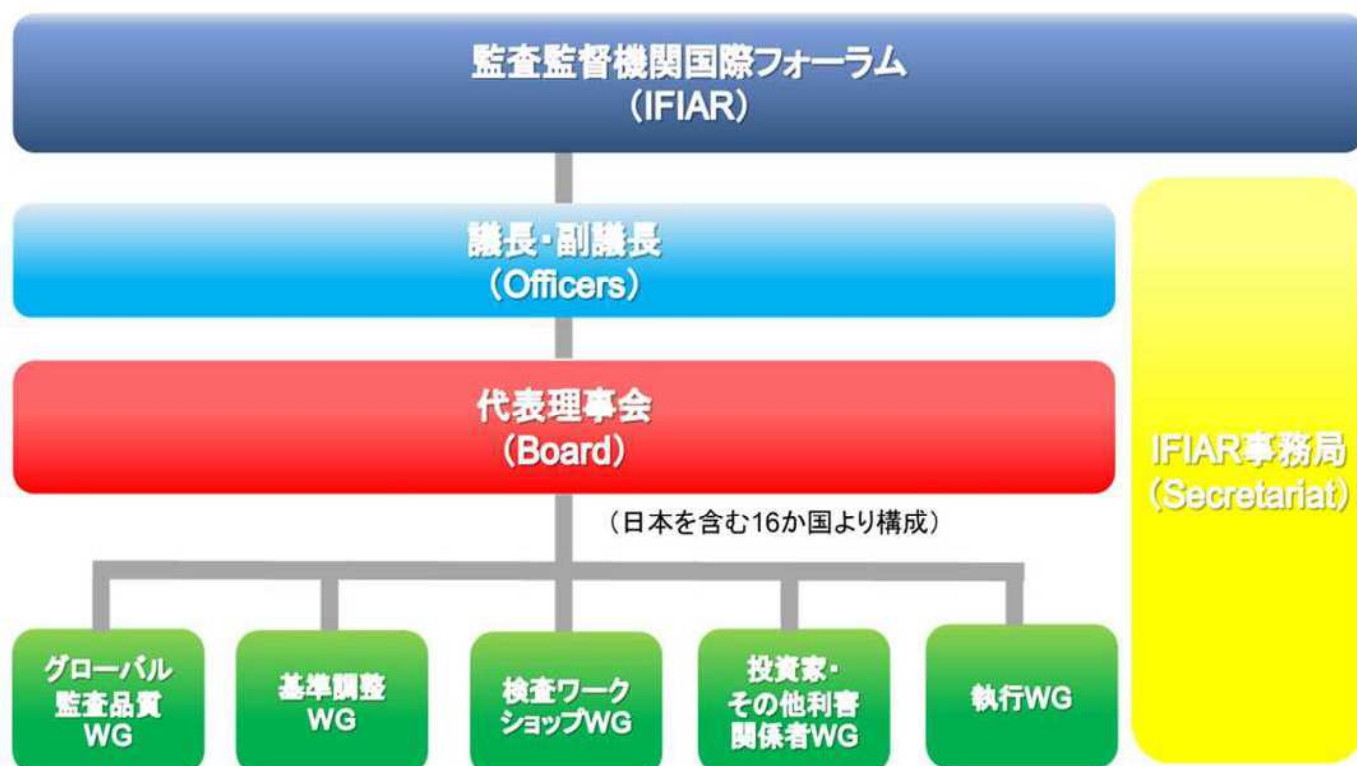 監査監督機関国際フォーラム
(IFIAR)
議長・副議長
(Officers)
代表理事会
(Board)
(日本を含む16か国より構成)
IFIAR事務局
(Secretariat)
グローバル
監査品質
WG
基準調整
WG
検査ワーク
ショップWG
投資家・
その他利害
関係者WG
執行WG